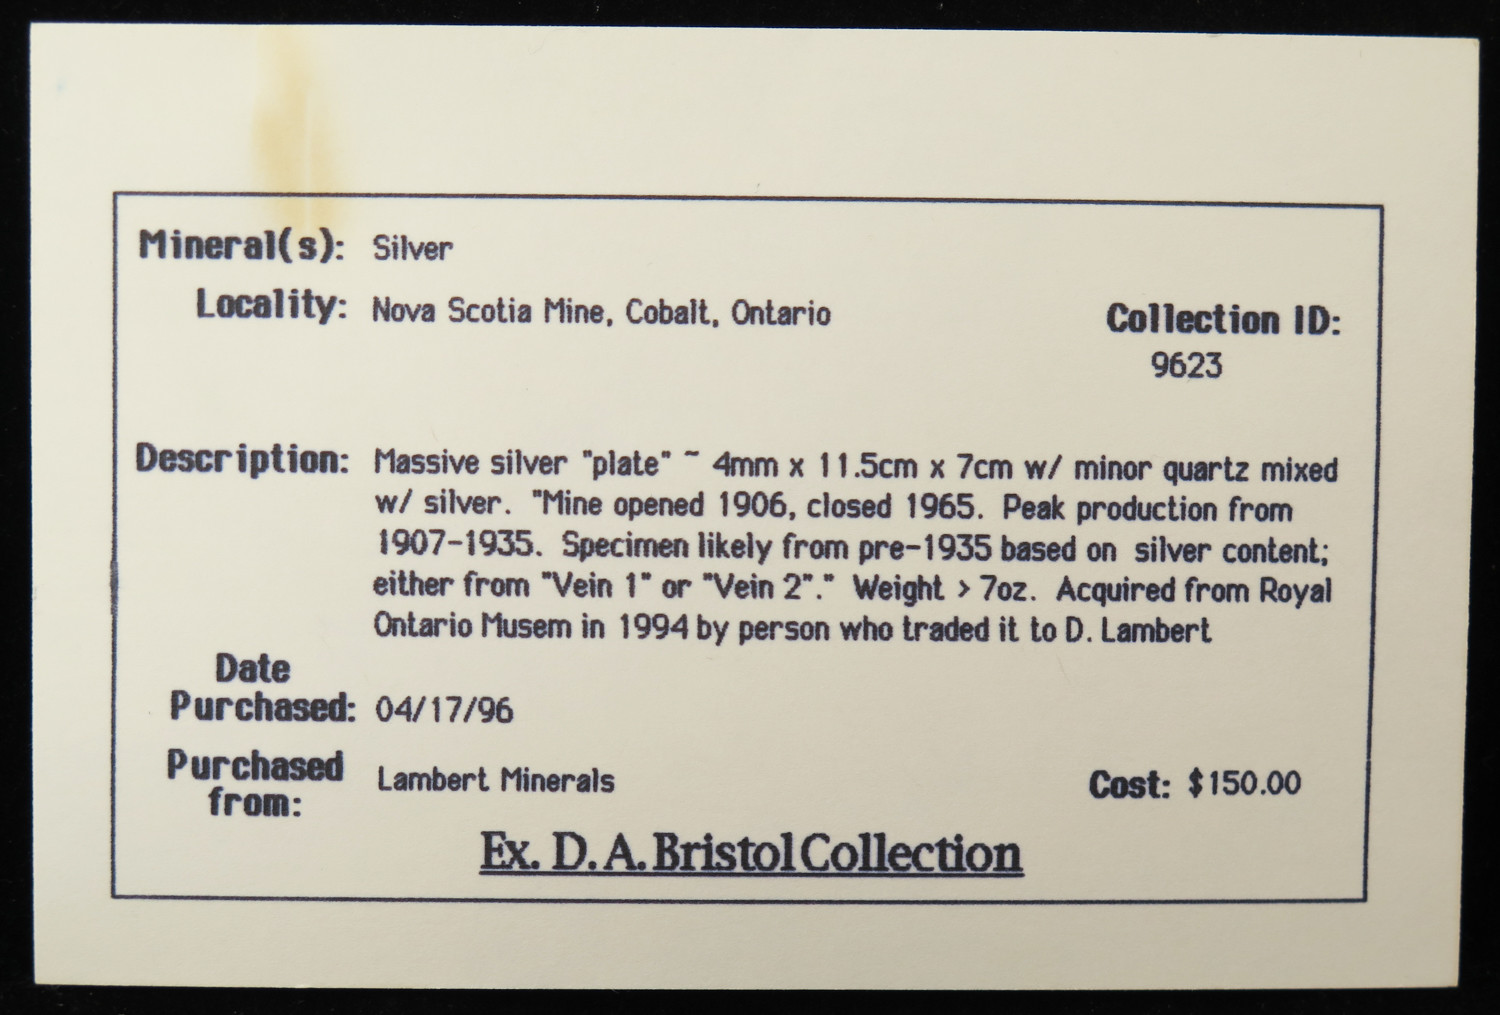 Mineral(s): Silver
Locality: Nova Scotia Mine, Cobalt, Ontario
Collection ID:
9623
Description: Massive silver "plate" ~ 4mm x 11.5cm x 7cm w/ minor quartz mixed
w/ silver. "Mine opened 1906, closed 1965. Peak production from
1907-1935. Specimen likely from pre-1935 based on silver content;
either from "Vein 1" or "Vein 2"." Weight > 7oz. Acquired from Royal
Ontario Musem in 1994 by person who traded it to D. Lambert
Date
Purchased: 04/17/96
Purchased
from: Lambert Minerals
Cost: $150.00
Ex. D. A. Bristol Collection